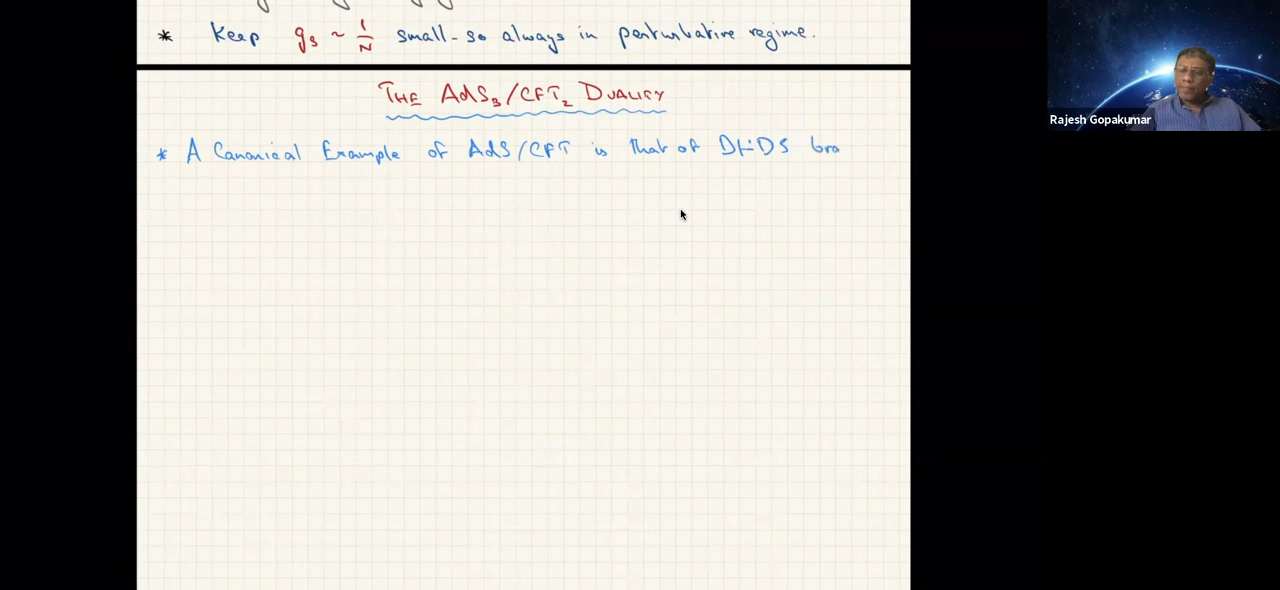 * Keep gs ~ 1/N small - so always in perturbative regime.
THE AdS3/CFT2 DUALITY
* A Canonical Example of AdS/CFT is that of D1-D5 bra
Rajesh Gopakumar